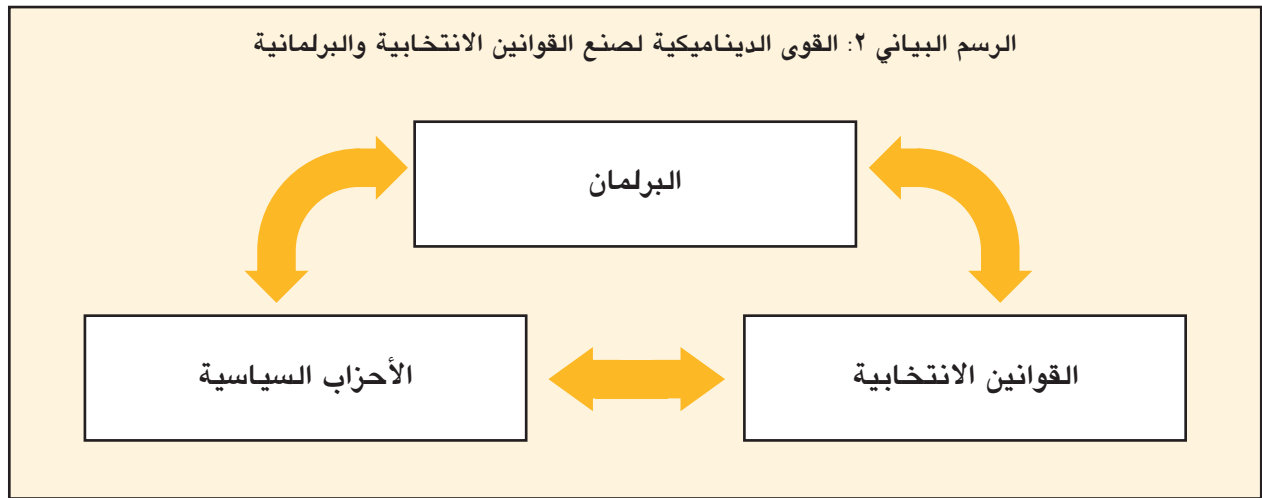 الرسم البياني ٢: القوى الديناميكية لصنع القوانين الانتخابية والبرلمانية
البرلمان
القوانين الانتخابية
الأحزاب السياسية